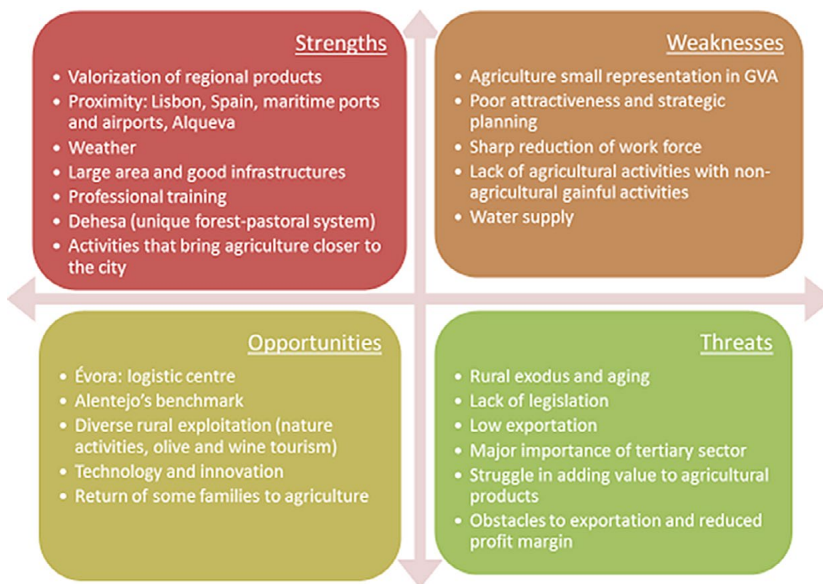 Strengths
• Valorization of regional products
• Proximity: Lisbon, Spain, maritime ports
and airports, Alqueva
• Weather
• Large area and good infrastructures
• Professional training
• Dehesa (unique forest-pastoral system)
• Activities that bring agriculture closer to
the city
Weaknesses
• Agriculture small representation in GVA
• Poor attractiveness and strategic
planning
• Sharp reduction of work force
• Lack of agricultural activities with non-
agricultural gainful activities
• Water supply
Opportunities
• Évora: logistic centre
• Alentejo's benchmark
• Diverse rural exploitation (nature
activities, olive and wine tourism)
• Technology and innovation
• Return of some families to agriculture
Threats
• Rural exodus and aging
• Lack of legislation
• Low exportation
• Major importance of tertiary sector
• Struggle in adding value to agricultural
products
• Obstacles to exportation and reduced
profit margin